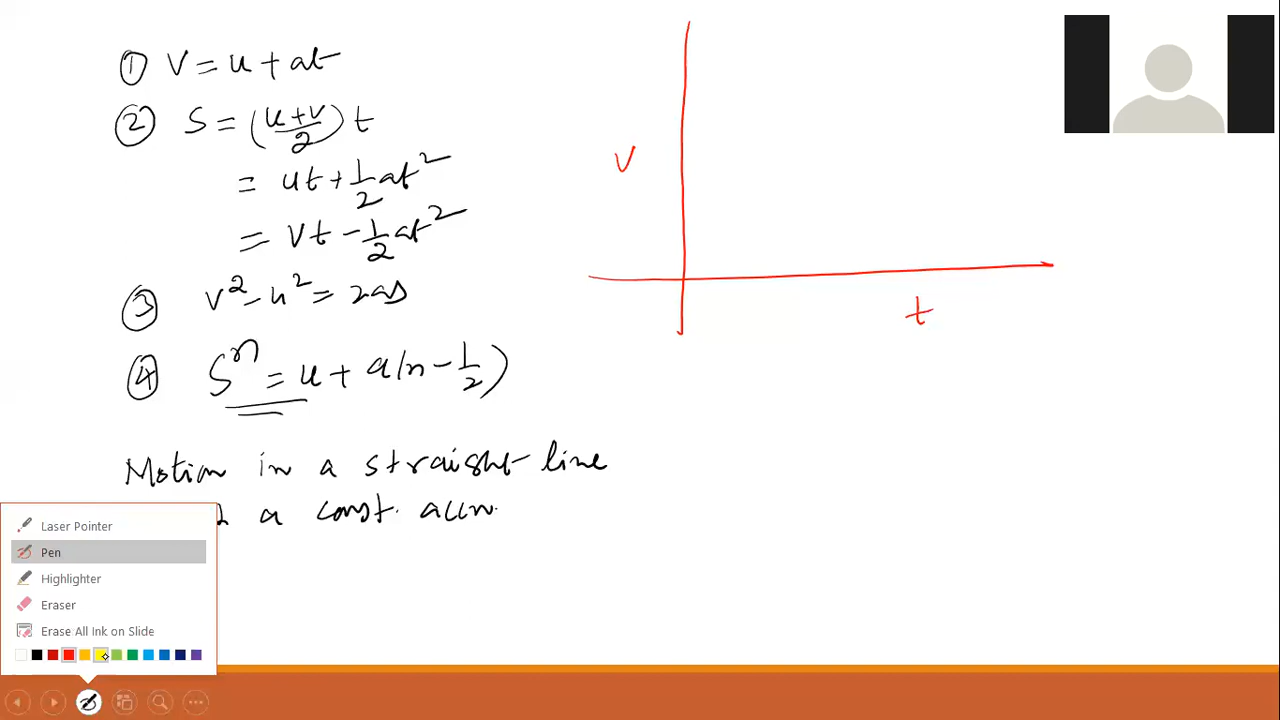 ① V = u + at
② S = (u+v/2) t
= ut + 1/2 at²
= Vt - 1/2 at²
③ v² - u² = 2as
④ Sⁿ = u + a(n - 1/2)
Motion in a straight line
a const. accn.
V
t
Laser Pointer
Pen
Highlighter
Eraser
Erase All Ink on Slide